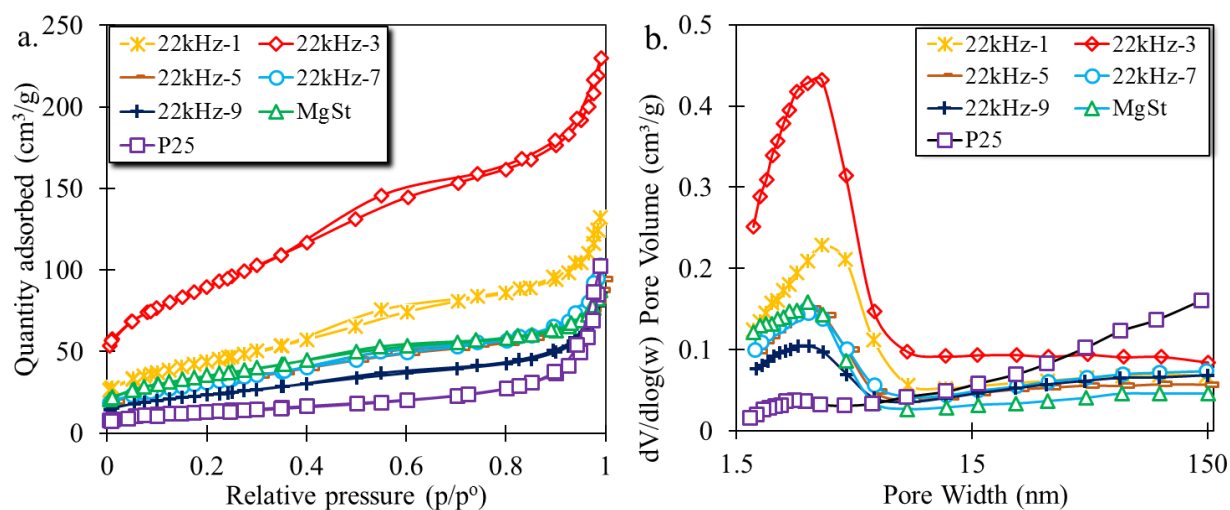 a.
Quantity adsorbed (cm³/g)
250
200
150
100
50
0
22kHz-1 22kHz-3
22kHz-5 22kHz-7
22kHz-9 MgSt
P25
0 0.2 0.4 0.6 0.8 1
Relative pressure (p/pᵒ)
b.
dV/dlog(w) Pore Volume (cm³/g)
0.5
0.4
0.3
0.2
0.1
0
22kHz-1 22kHz-3
22kHz-5 22kHz-7
22kHz-9 MgSt
P25
1.5 15 150
Pore Width (nm)